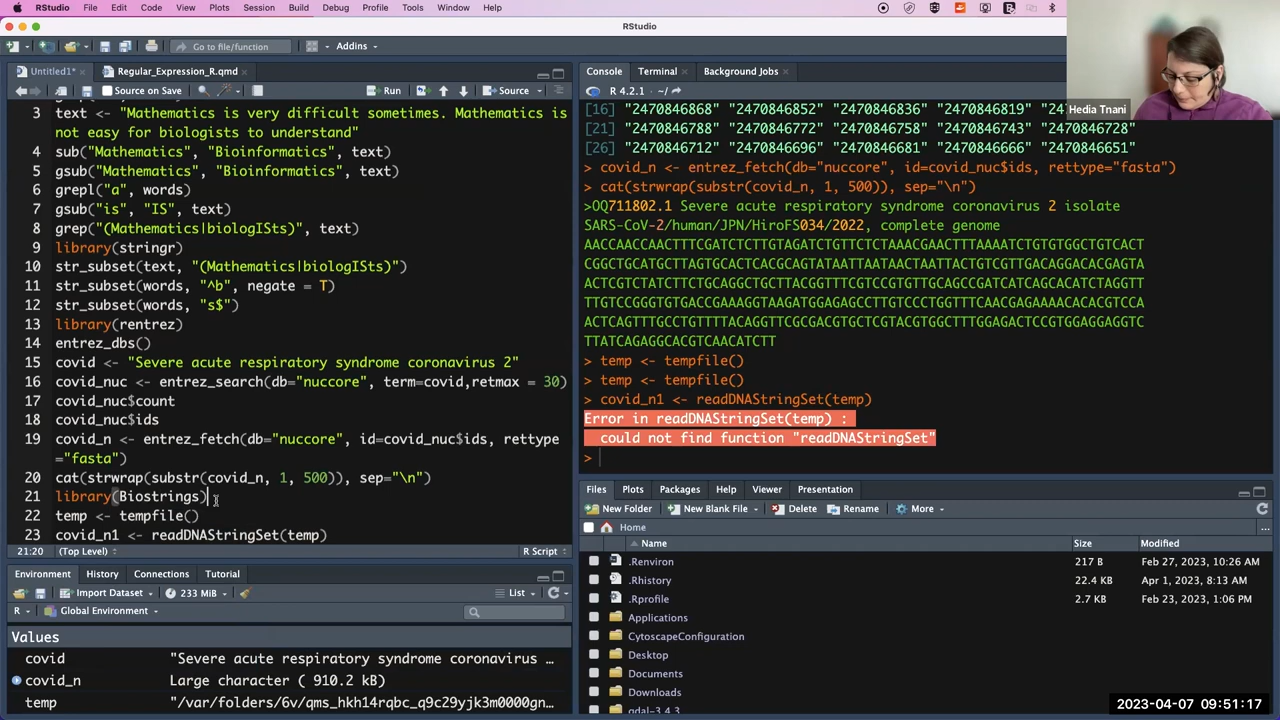 RStudio File Edit Code View Plots Session Build Debug Profile Tools Window Help
RStudio
Go to file/function Addins
Untitled1* Regular_Expression_R.qmd
Source on Save Run Source
3 text <- "Mathematics is very difficult sometimes. Mathematics is
not easy for biologists to understand"
4 sub("Mathematics", "Bioinformatics", text)
5 gsub("Mathematics", "Bioinformatics", text)
6 grepl("a", words)
7 gsub("is", "IS", text)
8 grep("(Mathematics|biologISts)", text)
9 library(stringr)
10 str_subset(text, "(Mathematics|biologISts)")
11 str_subset(words, "^b", negate = T)
12 str_subset(words, "s$")
13 library(rentrez)
14 entrez_dbs()
15 covid <- "Severe acute respiratory syndrome coronavirus 2"
16 covid_nuc <- entrez_search(db="nuccore", term=covid,retmax = 30)
17 covid_nuc$count
18 covid_nuc$ids
19 covid_n <- entrez_fetch(db="nuccore", id=covid_nuc$ids, rettype
="fasta")
20 cat(strwrap(substr(covid_n, 1, 500)), sep="\n")
21 library(Biostrings)
22 temp <- tempfile()
23 covid_n1 <- readDNAStringSet(temp)
21:20 (Top Level) R Script
Environment History Connections Tutorial
Import Dataset 233 MiB List
R Global Environment
Values
covid "Severe acute respiratory syndrome coronavirus …
covid_n Large character ( 910.2 kB)
temp "/var/folders/6v/qms_hkh14rqbc_q9c29yjk3m0000gn…
Console Terminal Background Jobs
R 4.2.1 · ~/
[16] "2470846868" "2470846852" "2470846836" "2470846819"
[21] "2470846788" "2470846772" "2470846758" "2470846743" "2470846728"
[26] "2470846712" "2470846696" "2470846681" "2470846666" "2470846651"
> covid_n <- entrez_fetch(db="nuccore", id=covid_nuc$ids, rettype="fasta")
> cat(strwrap(substr(covid_n, 1, 500)), sep="\n")
>OQ711802.1 Severe acute respiratory syndrome coronavirus 2 isolate
SARS-CoV-2/human/JPN/HiroFS034/2022, complete genome
AACCAACCAACTTTCGATCTCTTGTAGATCTGTTCTCTAAACGAACTTTAAAATCTGTGTGGCTGTCACT
CGGCTGCATGCTTAGTGCACTCACGCAGTATAATTAATAACTAATTACTGTCGTTGACAGGACACGAGTA
ACTCGTCTATCTTCTGCAGGCTGCTTACGGTTTCGTCCGTGTTGCAGCCGATCATCAGCACATCTAGGTT
TTGTCCGGGTGTGACCGAAAGGTAAGATGGAGAGCCTTGTCCCTGGTTTCAACGAGAAAACACACGTCCA
ACTCAGTTTGCCTGTTTTACAGGTTCGCGACGTGCTCGTACGTGGCTTTGGAGACTCCGTGGAGGAGGTC
TTATCAGAGGCACGTCAACATCTT
> temp <- tempfile()
> temp <- tempfile()
> covid_n1 <- readDNAStringSet(temp)
Error in readDNAStringSet(temp) :
could not find function "readDNAStringSet"
>
Files Plots Packages Help Viewer Presentation
New Folder New Blank File Delete Rename More
Home
Name Size Modified
.Renviron 217 B Feb 27, 2023, 10:26 AM
.Rhistory 22.4 KB Apr 1, 2023, 8:13 AM
.Rprofile 2.7 KB Feb 23, 2023, 1:06 PM
Applications
CytoscapeConfiguration
Desktop
Documents
Downloads
gdal-3.4.3
Hedia Tnani
2023-04-07 09:51:17